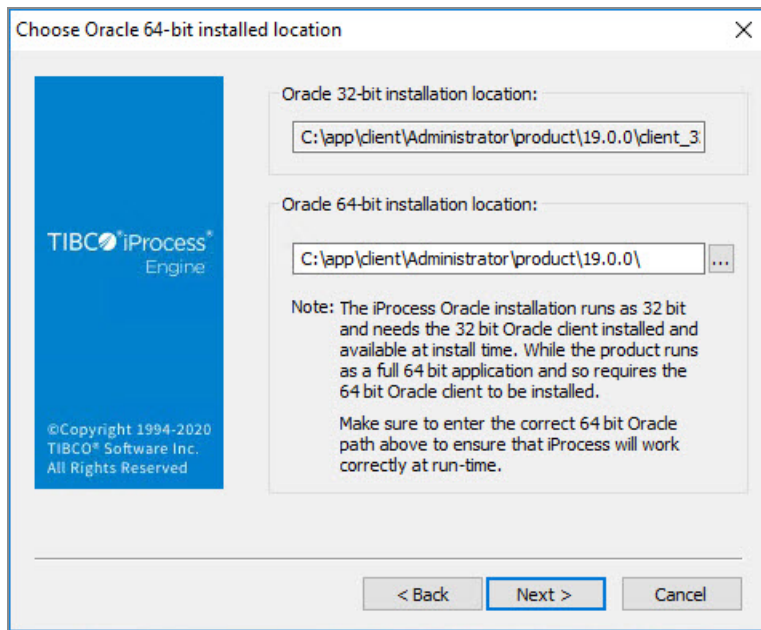 Choose Oracle 64-bit installed location
Oracle 32-bit installation location:
C:\app\client\Administrator\product\19.0.0\client_3
Oracle 64-bit installation location:
C:\app\client\Administrator\product\19.0.0\
...
Note: The iProcess Oracle installation runs as 32 bit
and needs the 32 bit Oracle client installed and
available at install time. While the product runs
as a full 64 bit application and so requires the
64 bit Oracle client to be installed.
Make sure to enter the correct 64 bit Oracle
path above to ensure that iProcess will work
correctly at run-time.
TIBCO® iProcess®
Engine
©Copyright 1994-2020
TIBCO® Software Inc.
All Rights Reserved
< Back
Next >
Cancel